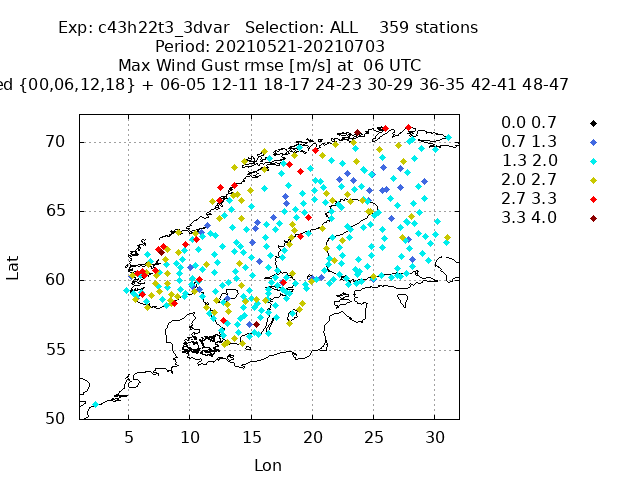 Exp: c43h22t3_3dvar   Selection: ALL    359 stations
Period: 20210521-20210703
Max Wind Gust rmse [m/s] at  06 UTC
{00,06,12,18} + 06-05 12-11 18-17 24-23 30-29 36-35 42-41 48-47
0.0 0.7
0.7 1.3
1.3 2.0
2.0 2.7
2.7 3.3
3.3 4.0
70
65
60
55
50
Lat
5 10 15 20 25 30
Lon